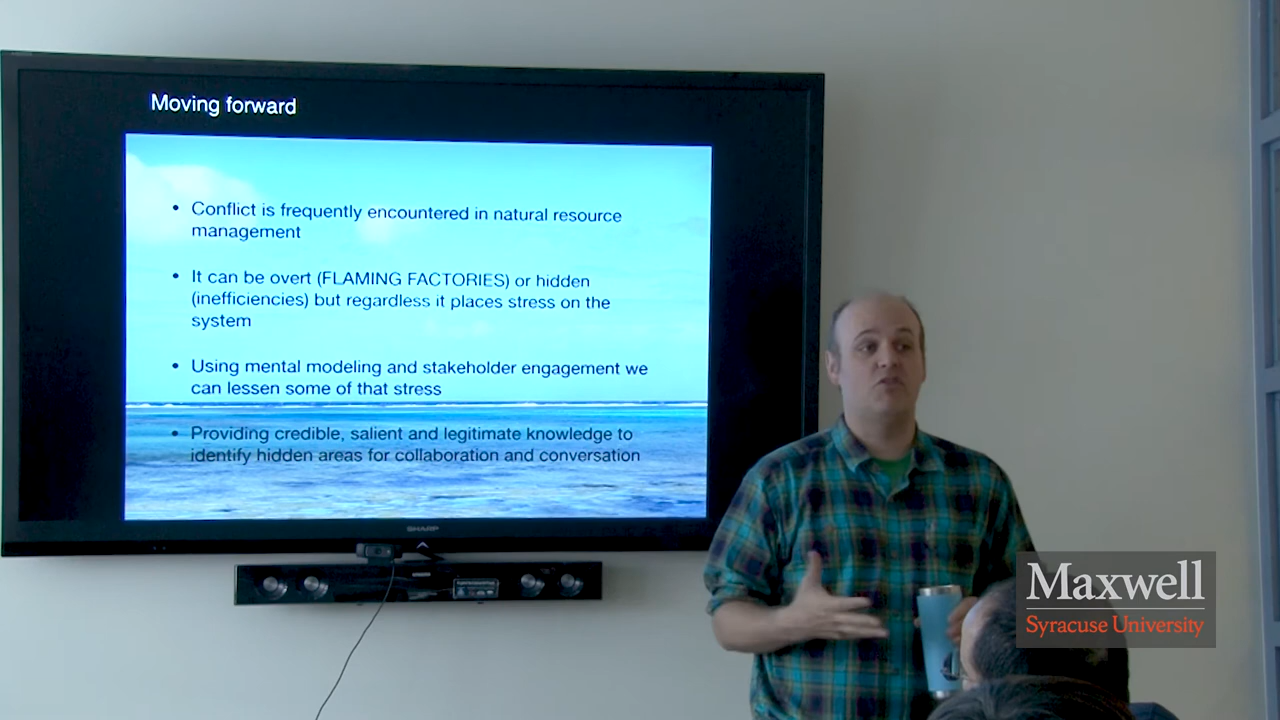 Moving forward
• Conflict is frequently encountered in natural resource
management
• It can be overt (FLAMING FACTORIES) or hidden
(inefficiencies) but regardless it places stress on the
system
• Using mental modeling and stakeholder engagement we
can lessen some of that stress
• Providing credible, salient and legitimate knowledge to
identify hidden areas for collaboration and conversation
SHARP
Maxwell
Syracuse University